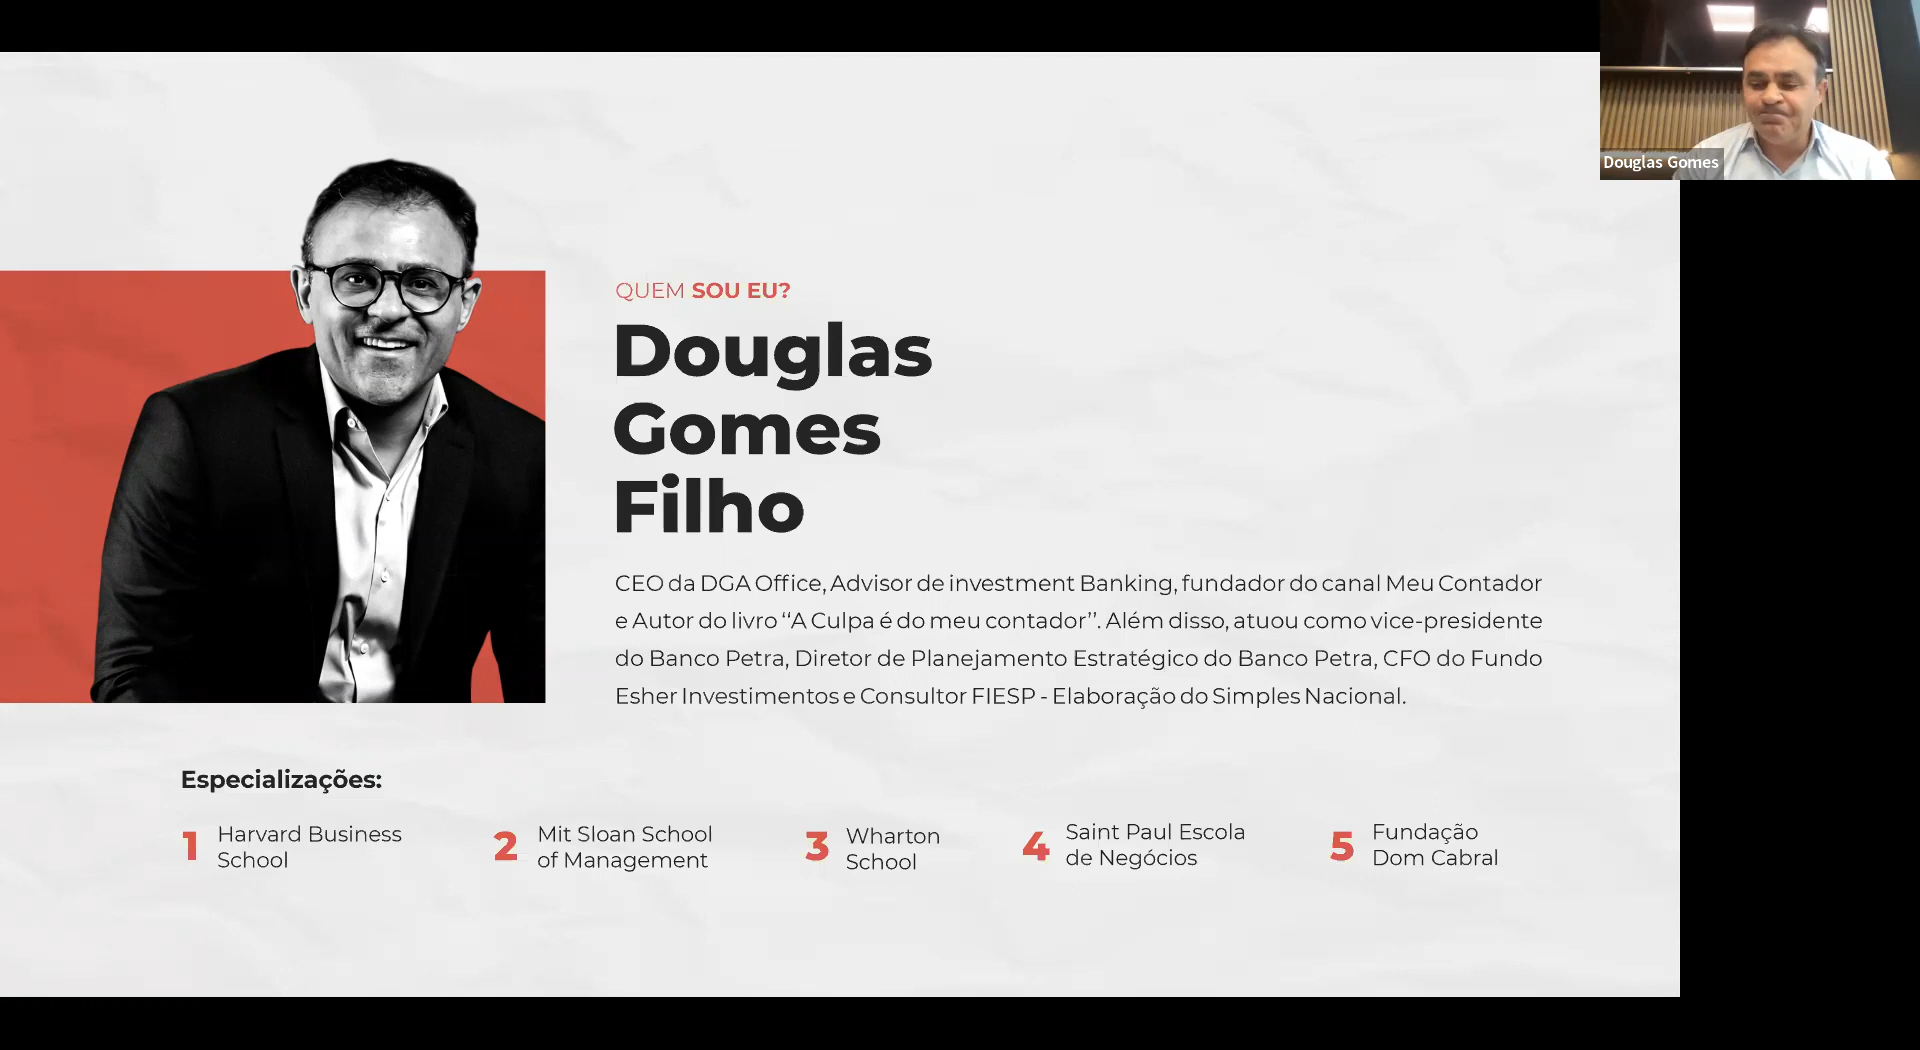 Douglas Gomes
QUEM SOU EU?
Douglas
Gomes
Filho
CEO da DGA Office, Advisor de investment Banking, fundador do canal Meu Contador
e Autor do livro “A Culpa é do meu contador”. Além disso, atuou como vice-presidente
do Banco Petra, Diretor de Planejamento Estratégico do Banco Petra, CFO do Fundo
Esher Investimentos e Consultor FIESP - Elaboração do Simples Nacional.
Especializações:
1 Harvard Business
School
2 Mit Sloan School
of Management
3 Wharton
School
4 Saint Paul Escola
de Negócios
5 Fundação
Dom Cabral